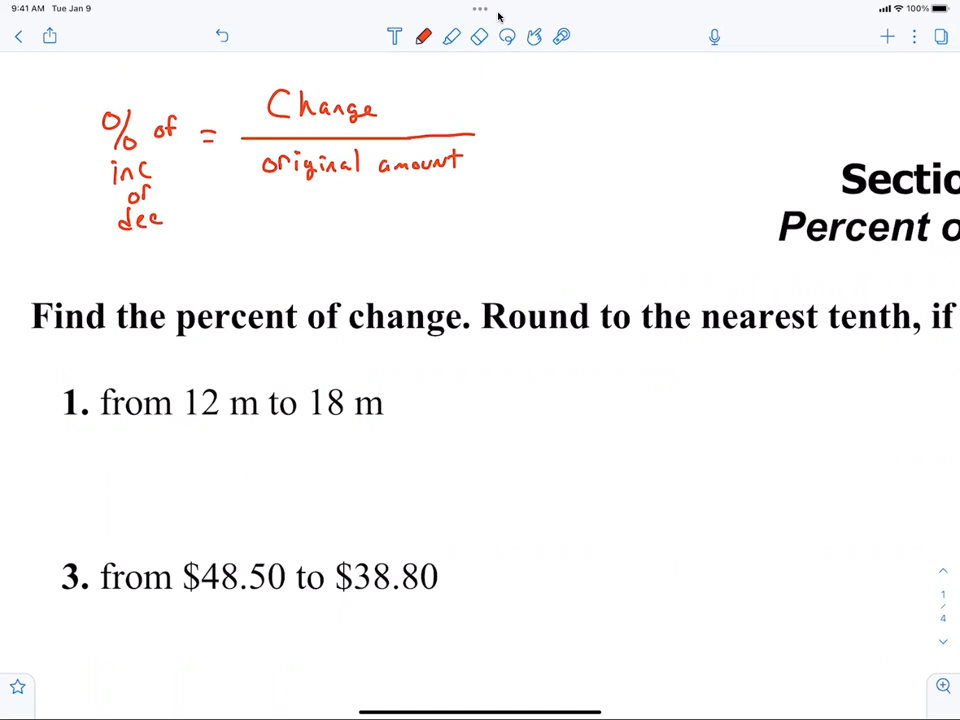 9:41 AM Tue Jan 9
100%
% of = Change
original amount
inc
or
dec
Sectio
Percent o
Find the percent of change. Round to the nearest tenth, if
1. from 12 m to 18 m
3. from $48.50 to $38.80
1
/
4